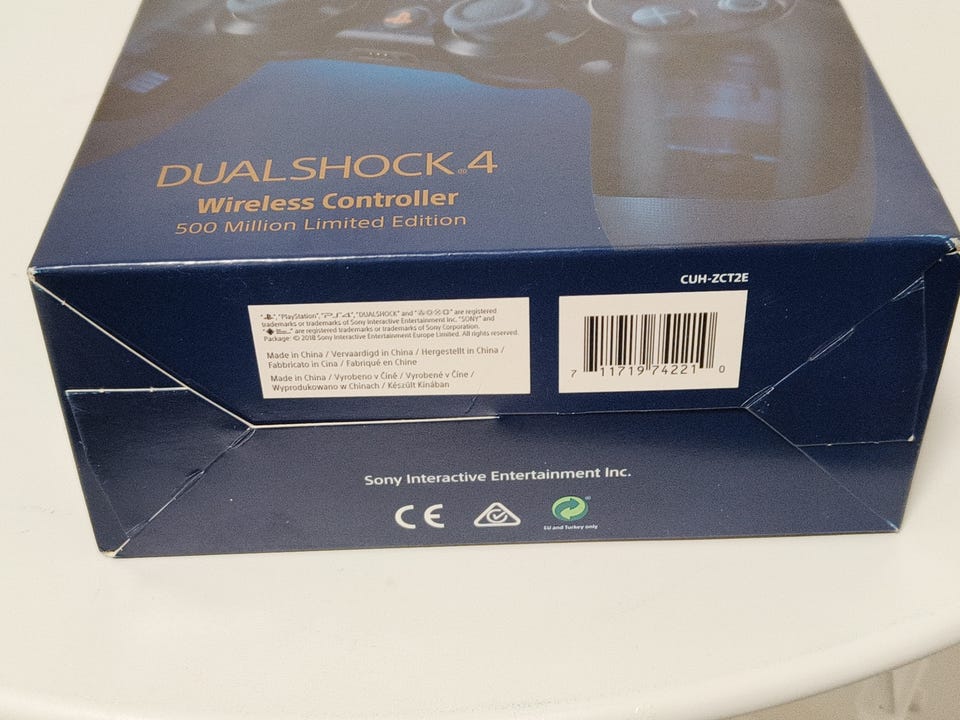 DUALSHOCK®4
Wireless Controller
500 Million Limited Edition
CUH-ZCT2E
", "PlayStation", "PS4", "DUALSHOCK" and "△○✕□" are registered
trademarks or trademarks of Sony Interactive Entertainment Inc. "SONY" and
" are registered trademarks or trademarks of Sony Corporation.
Package: © 2018 Sony Interactive Entertainment Europe Limited. All rights reserved.
Made in China / Vervaardigd in China / Hergestellt in China /
Fabbricato in Cina / Fabriqué en Chine
Made in China / Vyrobeno v Číně / Vyrobené v Číne /
Wyprodukowano w Chinach / Készült Kínában
7 11719 74221 0
Sony Interactive Entertainment Inc.
CE
EU and Turkey only